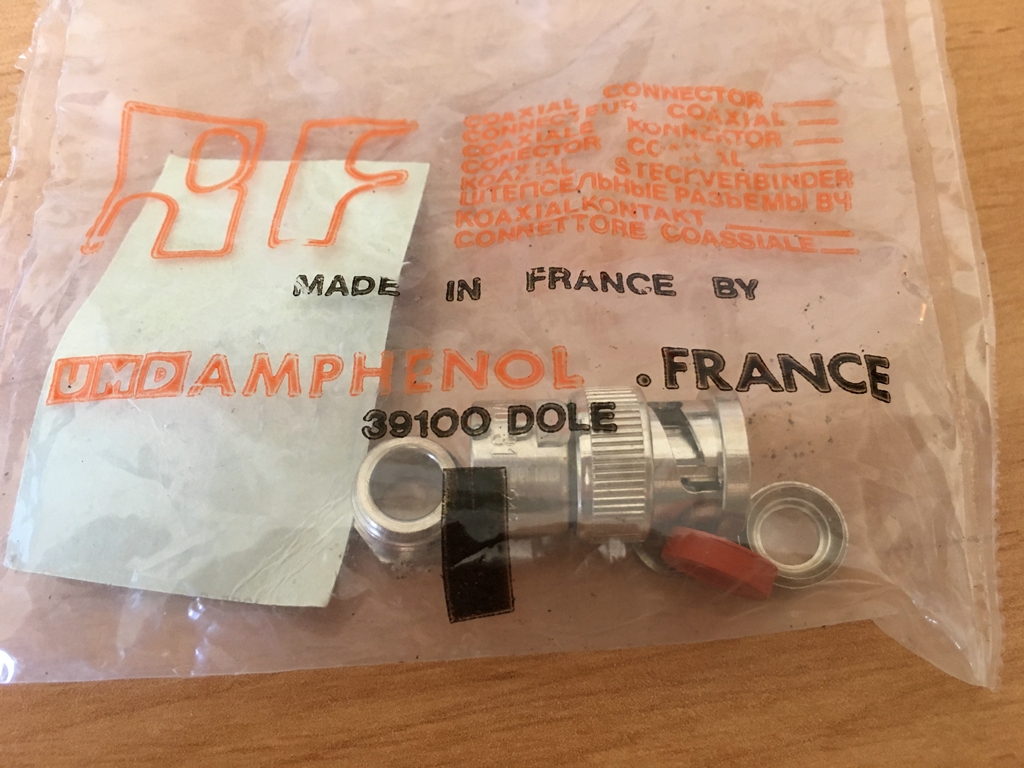 RF
COAXIAL CONNECTOR
CONNECTEUR COAXIAL
COAXIALE KONNEKTOR
CONECTOR
KOAXIAL STECKVERBINDER
ШТЕПСЕЛЬНЫЕ РАЗЪЕМЫ ВЧ
KOAXIALKONTAKT
CONNETTORE COASSIALE
MADE IN FRANCE BY
UMD AMPHENOL . FRANCE
39100 DOLE